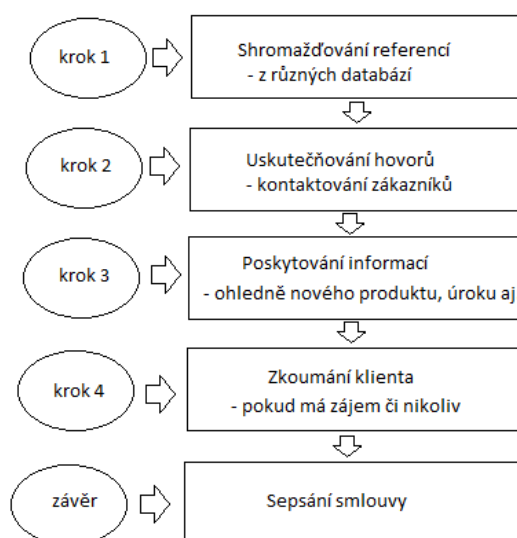 krok 1
Shromažďování referencí
- z různých databází
krok 2
Uskutečňování hovorů
- kontaktování zákazníků
krok 3
Poskytování informací
- ohledně nového produktu, úroku aj
krok 4
Zkoumání klienta
- pokud má zájem či nikoliv
závěr
Sepsání smlouvy